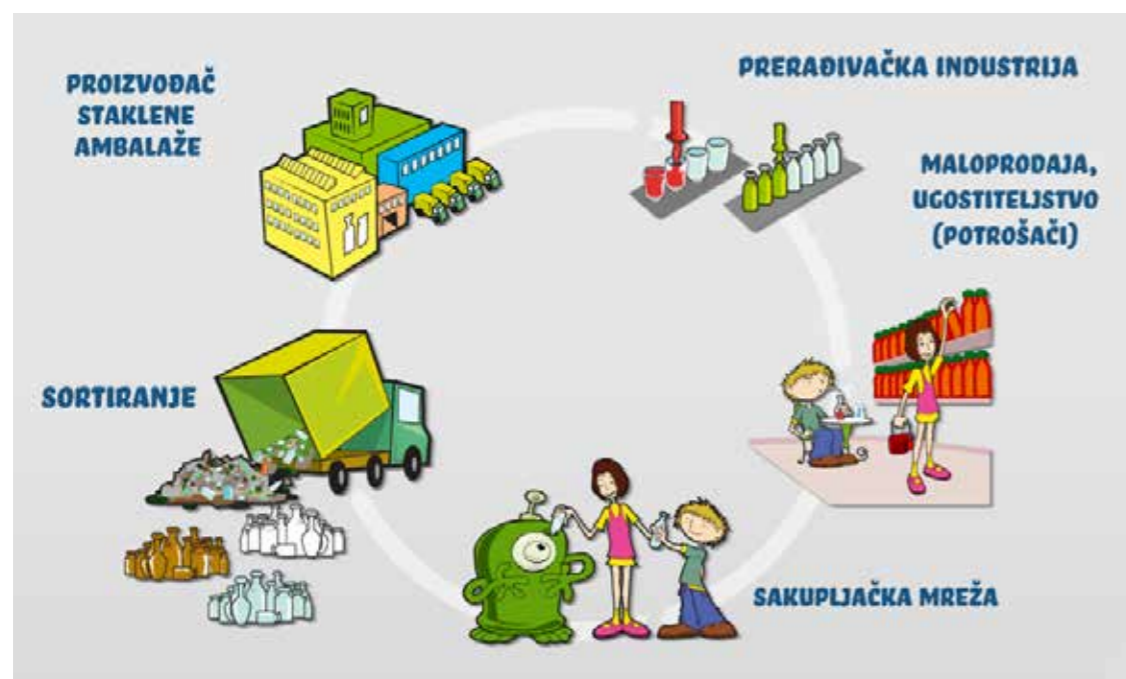 PROIZVOĐAČ
STAKLENE
AMBALAŽE
PRERAĐIVAČKA INDUSTRIJA
MALOPRODAJA,
UGOSTITELJSTVO
(POTROŠAČI)
SORTIRANJE
SAKUPLJAČKA MREŽA